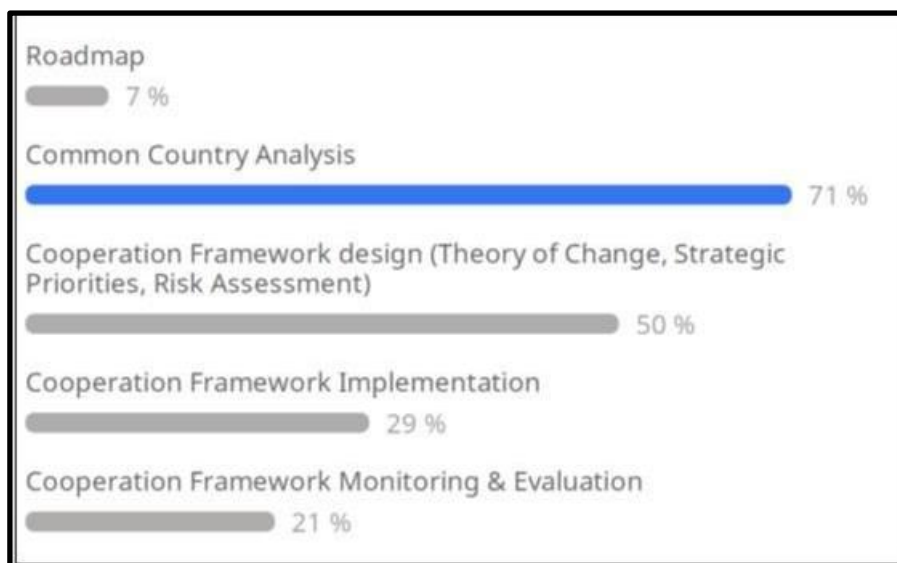 Roadmap
7 %
Common Country Analysis
71 %
Cooperation Framework design (Theory of Change, Strategic
Priorities, Risk Assessment)
50 %
Cooperation Framework Implementation
29 %
Cooperation Framework Monitoring & Evaluation
21 %